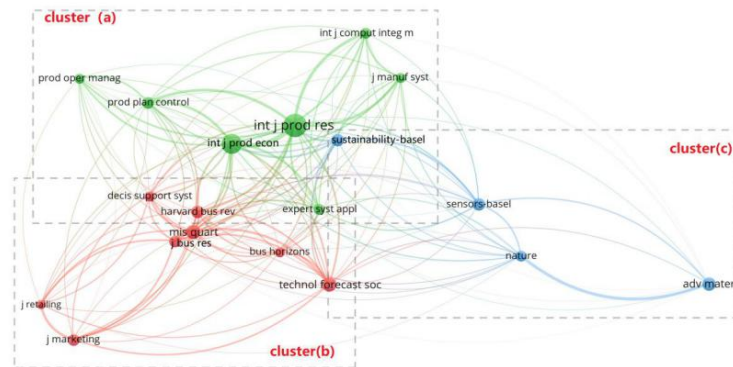 cluster (a)
int j comput integ m
prod oper manag
j manuf syst
prod plan control
int j prod res
int j prod econ
sustainability-basel
cluster(c)
decis support syst
sensors-basel
harvard bus rev
expert syst appl
mis quart
j bus res
bus horizons
nature
technol forecast soc
adv mater
j retailing
j marketing
cluster(b)